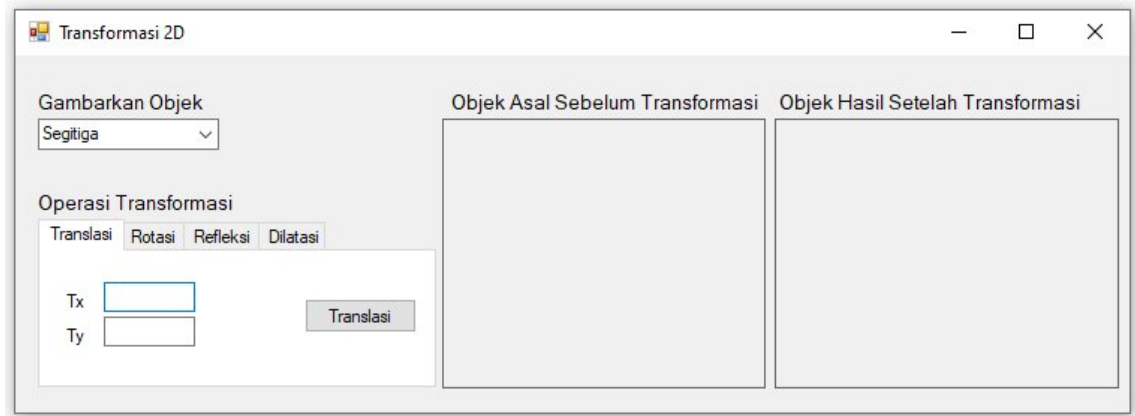 Transformasi 2D
Gambarkan Objek
Segitiga
Operasi Transformasi
Translasi Rotasi Refleksi Dilatasi
Tx
Ty
Translasi
Objek Asal Sebelum Transformasi
Objek Hasil Setelah Transformasi